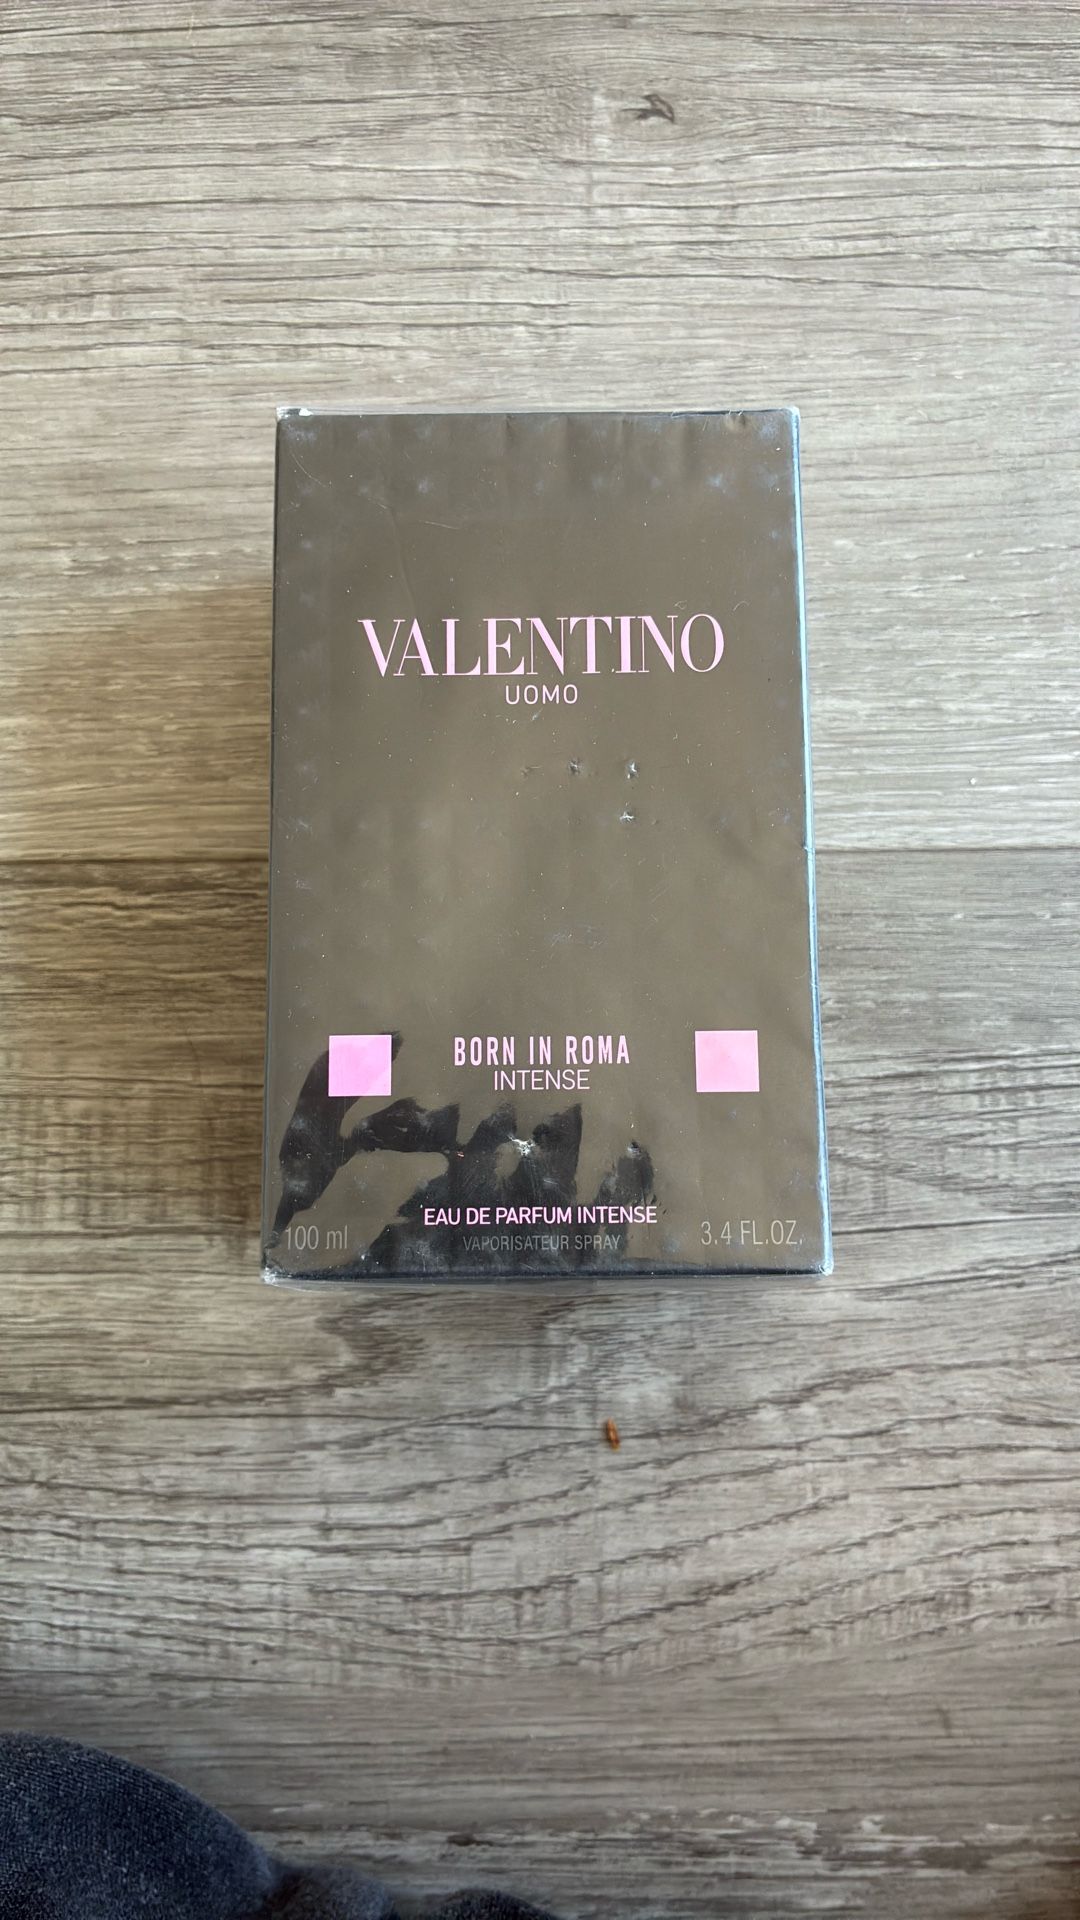 VALENTINO
UOMO
BORN IN ROMA
INTENSE
EAU DE PARFUM INTENSE
100 ml VAPORISATEUR SPRAY 3.4 FL.OZ.